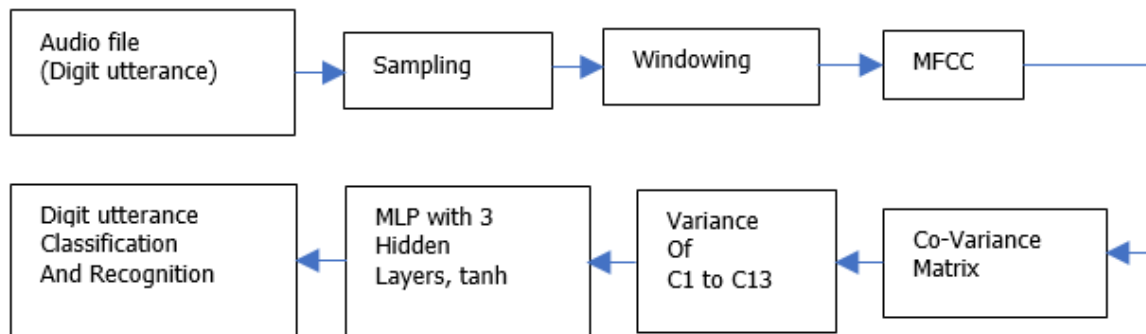 Audio file
(Digit utterance)
Sampling
Windowing
MFCC
Co-Variance
Matrix
Variance
Of
C1 to C13
MLP with 3
Hidden
Layers, tanh
Digit utterance
Classification
And Recognition